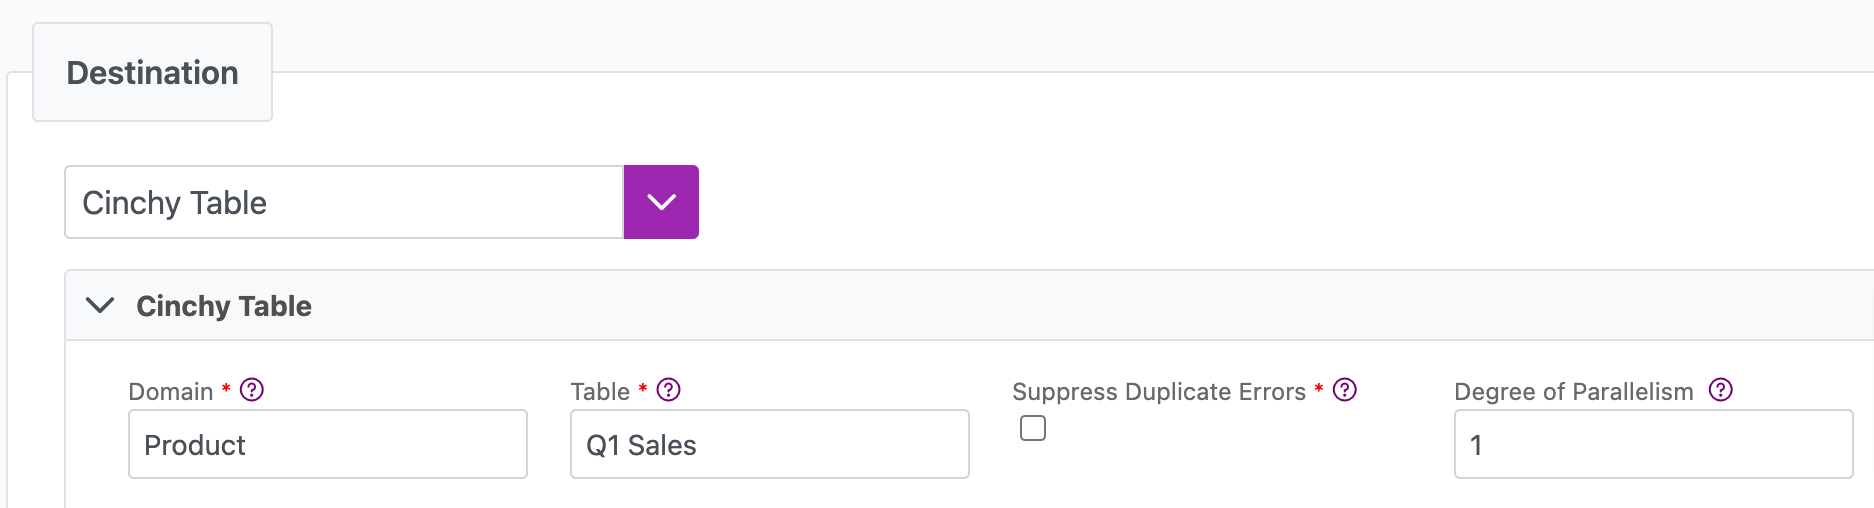 Destination
Cinchy Table
Cinchy Table
Domain * ?
Table * ?
Suppress Duplicate Errors * ?
Degree of Parallelism ?
Product
Q1 Sales
1